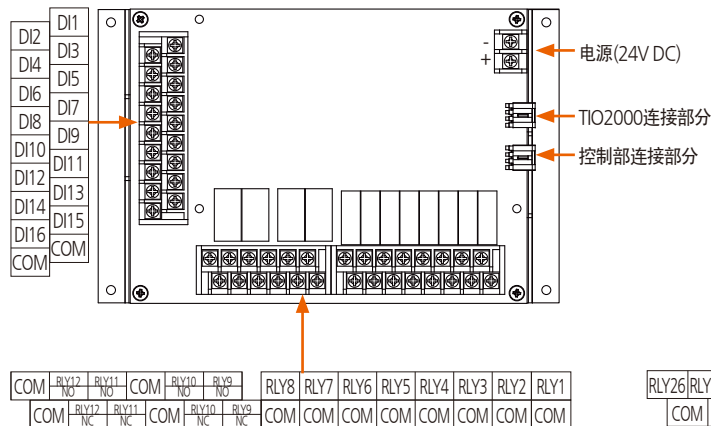 DI1
DI2
DI3
DI4
DI5
DI6
DI7
DI8
DI9
DI10
DI11
DI12
DI13
DI14
DI15
DI16
COM
COM
-
+
电源(24V DC)
TIO2000连接部分
控制部连接部分
COM RLY12 NO RLY11 NO COM RLY10 NO RLY9 NO RLY8 RLY7 RLY6 RLY5 RLY4 RLY3 RLY2 RLY1
COM RLY12 NC RLY11 NC COM RLY10 NC RLY9 NC COM COM COM COM COM COM COM COM
RLY26 RLY
COM